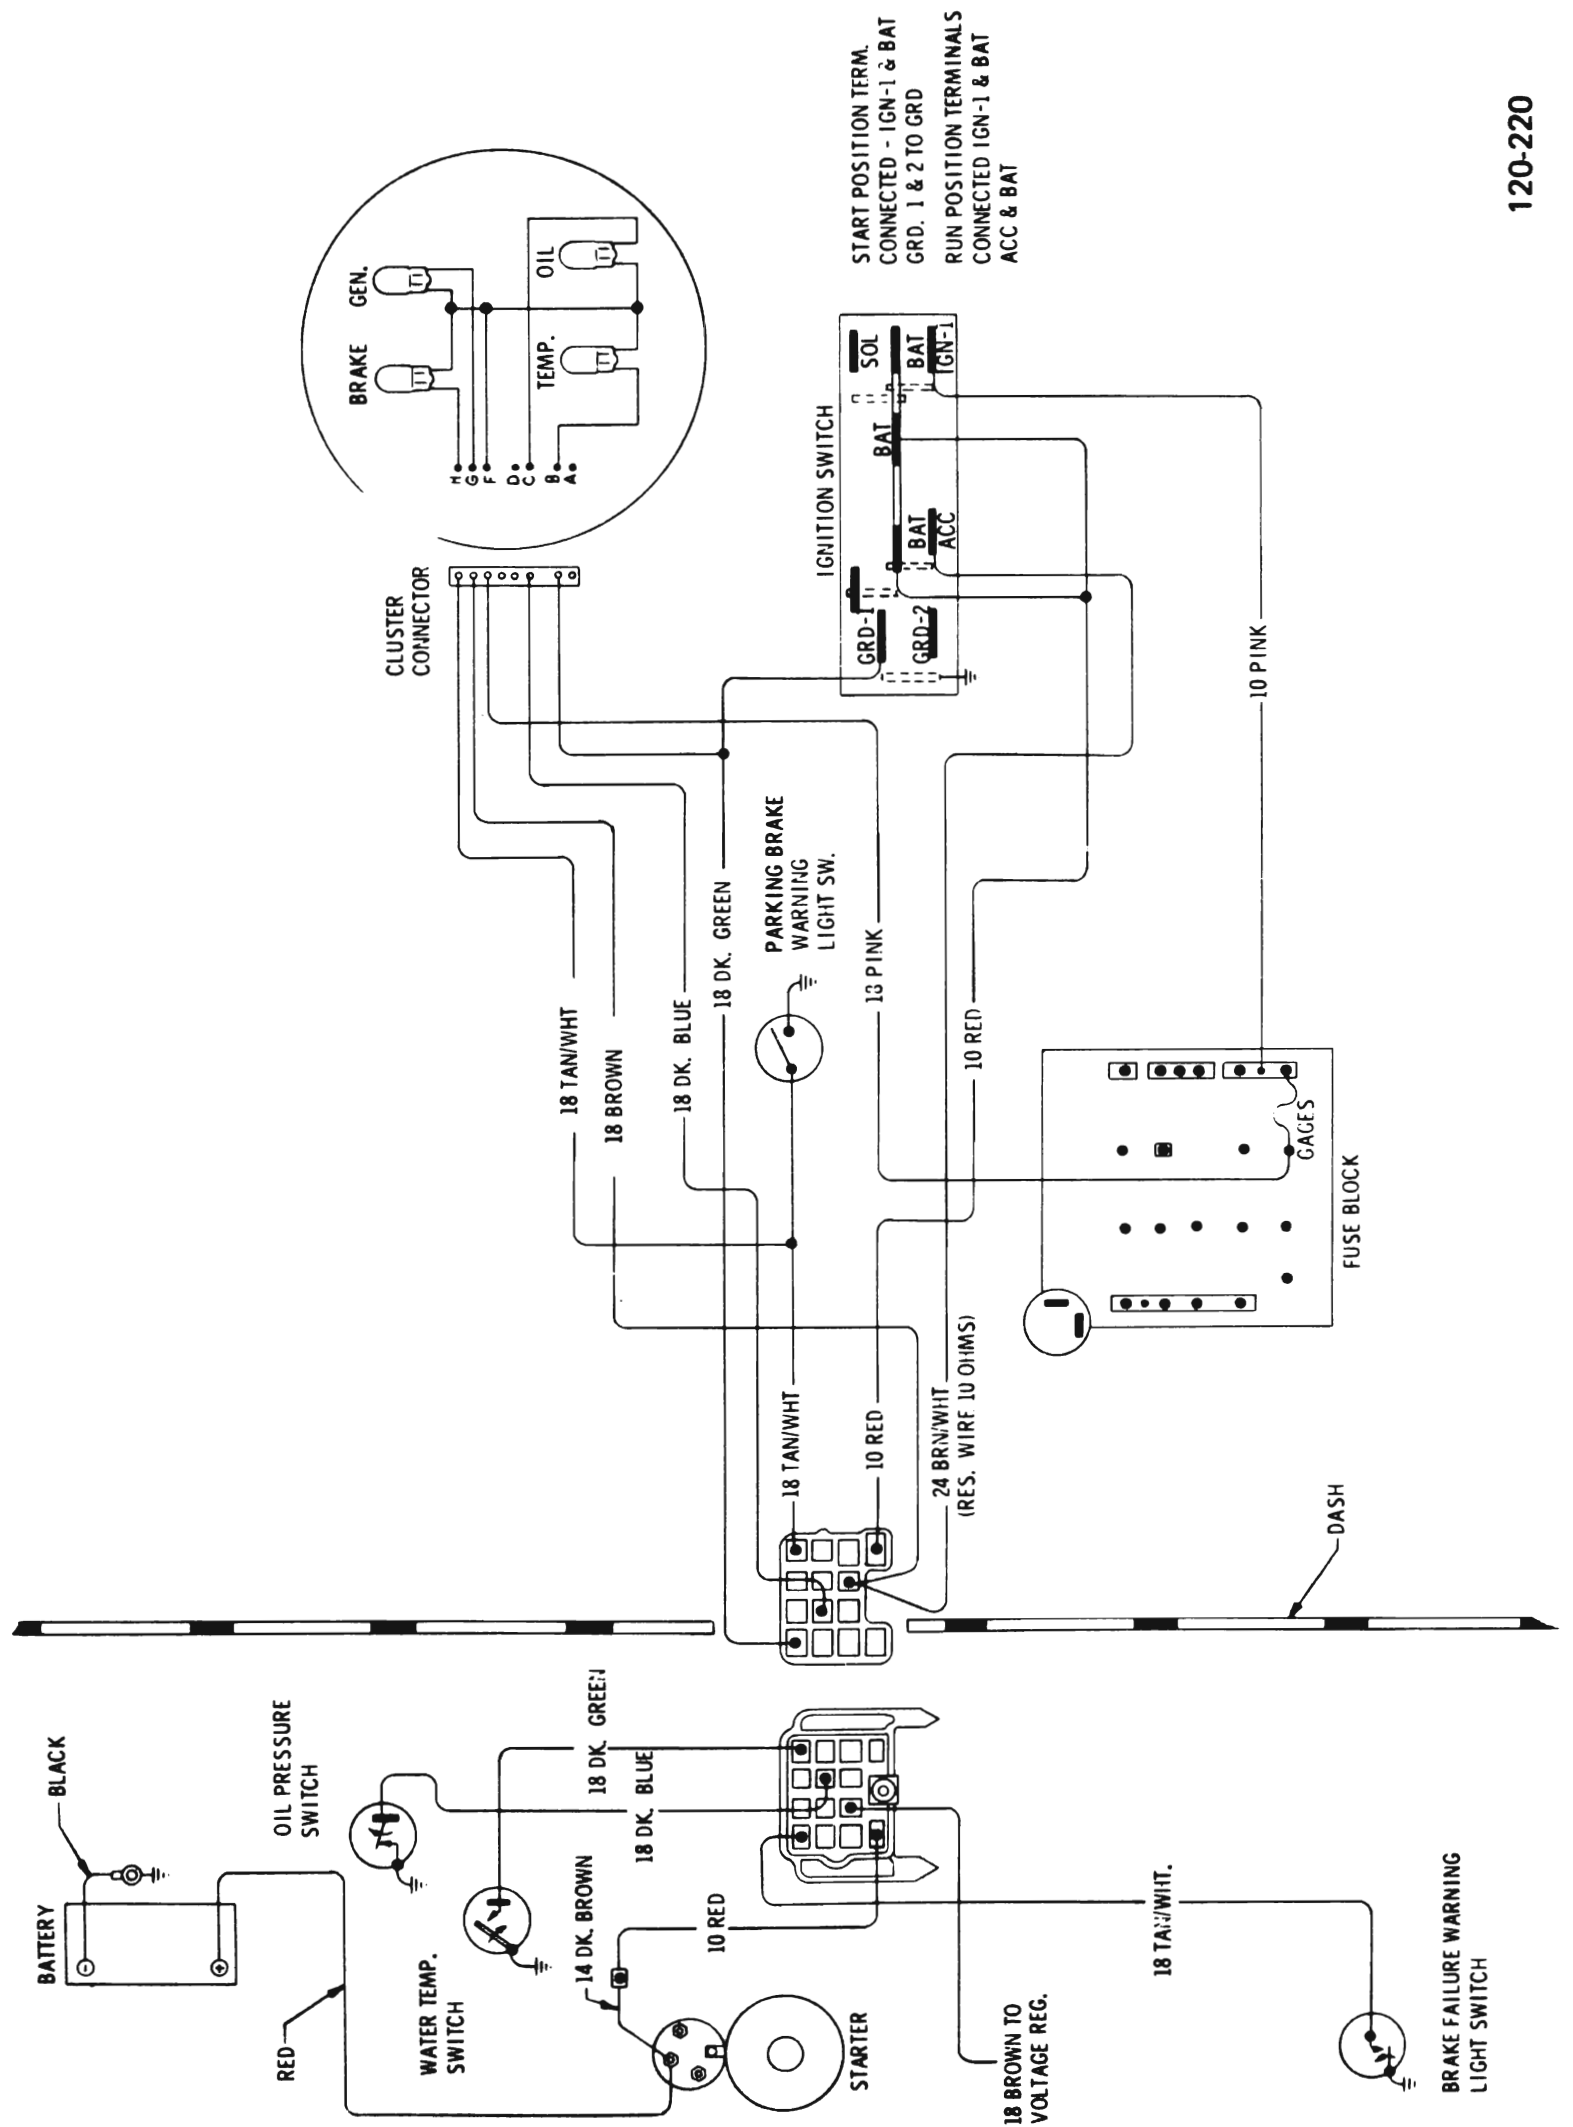 BATTERY
BLACK
RED
OIL PRESSURE
SWITCH
WATER TEMP.
SWITCH
18 DK. GREEN
18 DK. BLUE
14 DK. BROWN
10 RED
STARTER
18 BROWN TO
VOLTAGE REG.
18 TAN/WHT.
BRAKE FAILURE WARNING
LIGHT SWITCH
DASH
18 TAN/WHT
10 RED
24 BRN/WHT
(RES. WIRE 10 OHMS)
18 TAN/WHT
18 BROWN
18 DK. BLUE
18 DK. GREEN
PARKING BRAKE
WARNING
LIGHT SW.
18 PINK
10 RED
10 PINK
GAGES
FUSE BLOCK
CLUSTER
CONNECTOR
BRAKE
GEN.
TEMP.
OIL
H
G
F
D
C
B
A
IGNITION SWITCH
GRD-1
GRD-2
BAT
ACC
BAT
SOL
BAT
IGN-1
START POSITION TERM.
CONNECTED - IGN-1 & BAT
GRD. 1 & 2 TO GRD
RUN POSITION TERMINALS
CONNECTED IGN-1 & BAT
ACC & BAT
120-220